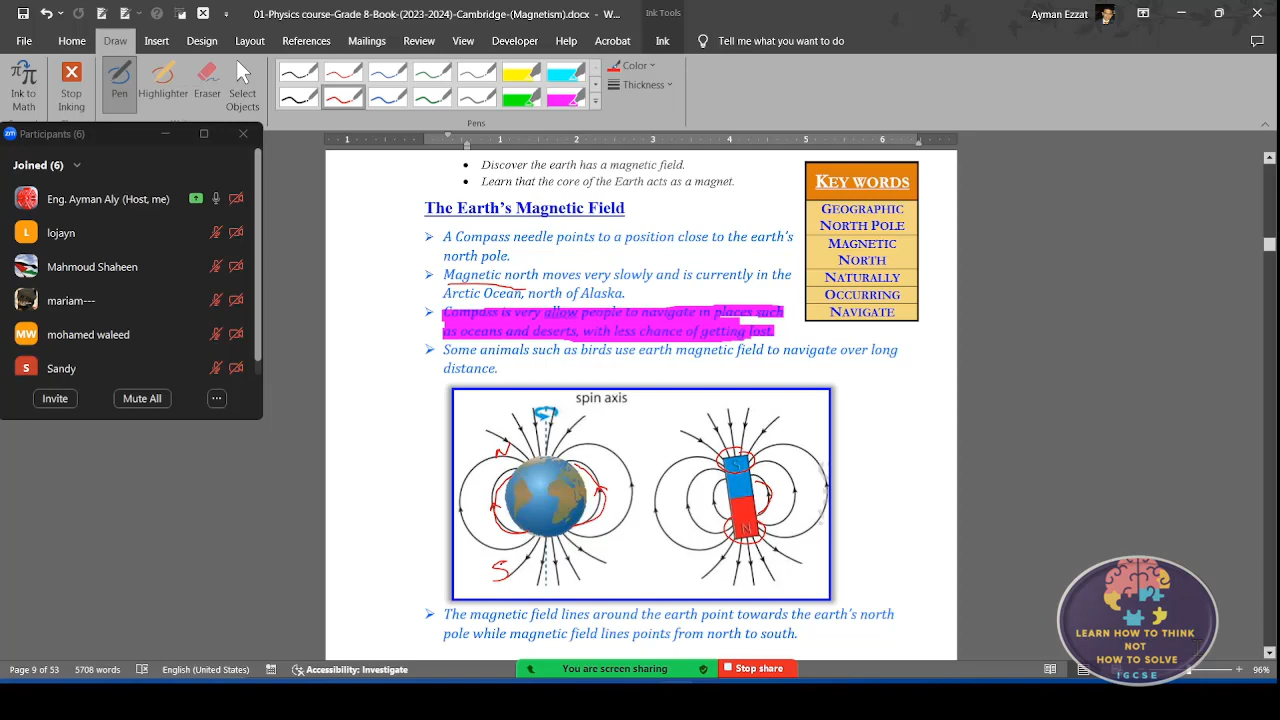 01-Physics course-Grade 8-Book-(2023-2024)-Cambridge-(Magnetism).docx - W...
Ink Tools
Ayman Ezzat
File Home Insert Draw Design Layout References Mailings Review View Developer Help Acrobat Ink Tell me what you want to do
Ink to Math
Stop Inking
Pen
Highlighter
Eraser
Select Objects
Color
Thickness
Pens
zm Participants (6)
Joined (6)
Eng. Ayman Aly (Host, me)
L lojayn
Mahmoud Shaheen
mariam---
MW mohamed waleed
S Sandy
Invite Mute All ...
1 1 2 3 4 5 6
• Discover the earth has a magnetic field.
• Learn that the core of the Earth acts as a magnet.
The Earth's Magnetic Field
➢ A Compass needle points to a position close to the earth's
north pole.
➢ Magnetic north moves very slowly and is currently in the
Arctic Ocean, north of Alaska.
➢ Compass is very allow people to navigate in places such
as oceans and deserts, with less chance of getting lost.
➢ Some animals such as birds use earth magnetic field to navigate over long
distance.
KEY WORDS
GEOGRAPHIC
NORTH POLE
MAGNETIC
NORTH
NATURALLY
OCCURRING
NAVIGATE
spin axis
N
S
S
N
➢ The magnetic field lines around the earth point towards the earth's north
pole while magnetic field lines points from north to south.
LEARN HOW TO THINK
NOT
HOW TO SOLVE
IGCSE
Page 9 of 53 5708 words English (United States) Accessibility: Investigate
You are screen sharing Stop share
96%